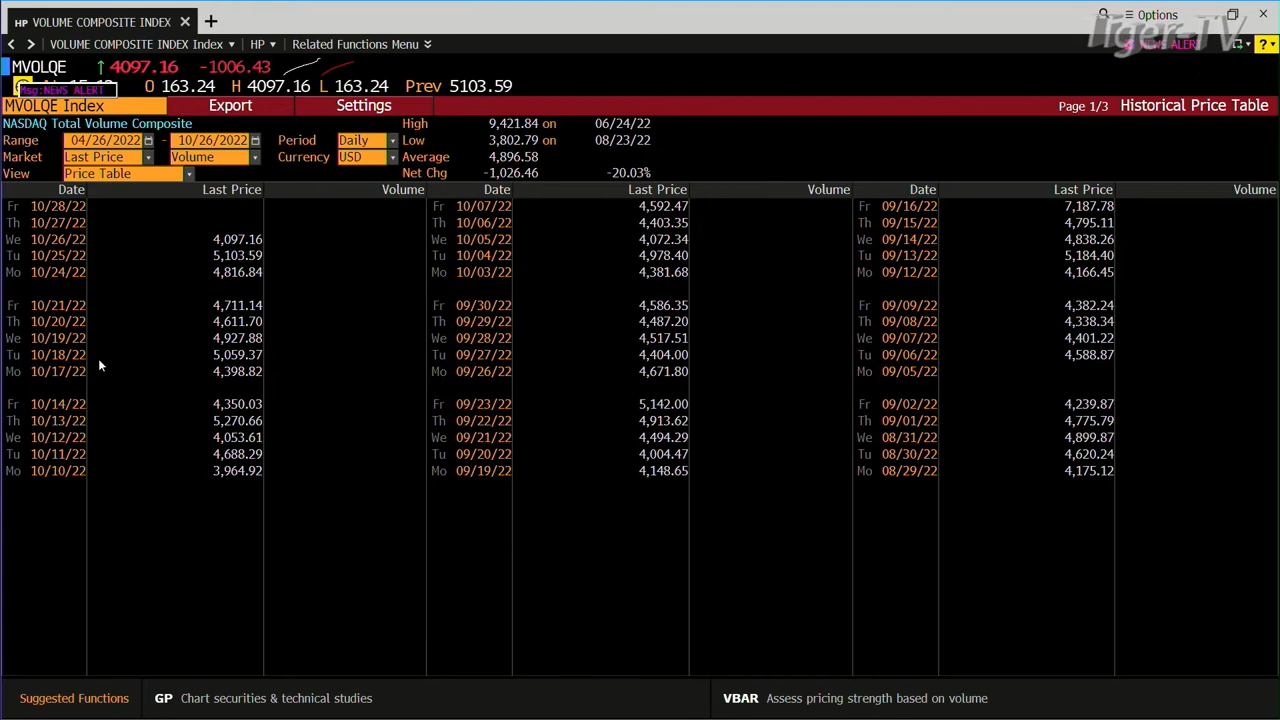 HP VOLUME COMPOSITE INDEX
Options
Tiger-TV
VOLUME COMPOSITE INDEX Index HP Related Functions Menu
NEWS ALERT
MVOLQE 4097.16 -1006.43
O 163.24 H 4097.16 L 163.24 Prev 5103.59
Msg:NEWS ALERT
MVOLQE Index Export Settings Page 1/3 Historical Price Table
NASDAQ Total Volume Composite High 9,421.84 on 06/24/22
Range 04/26/2022 - 10/26/2022 Period Daily Low 3,802.79 on 08/23/22
Market Last Price Volume Currency USD Average 4,896.58
View Price Table Net Chg -1,026.46 -20.03%
Date Last Price Volume Date Last Price Volume Date Last Price Volume
Fr 10/28/22 Fr 10/07/22 4,592.47 Fr 09/16/22 7,187.78
Th 10/27/22 Th 10/06/22 4,403.35 Th 09/15/22 4,795.11
We 10/26/22 4,097.16 We 10/05/22 4,072.34 We 09/14/22 4,838.26
Tu 10/25/22 5,103.59 Tu 10/04/22 4,978.40 Tu 09/13/22 5,184.40
Mo 10/24/22 4,816.84 Mo 10/03/22 4,381.68 Mo 09/12/22 4,166.45
Fr 10/21/22 4,711.14 Fr 09/30/22 4,586.35 Fr 09/09/22 4,382.24
Th 10/20/22 4,611.70 Th 09/29/22 4,487.20 Th 09/08/22 4,338.34
We 10/19/22 4,927.88 We 09/28/22 4,517.51 We 09/07/22 4,401.22
Tu 10/18/22 5,059.37 Tu 09/27/22 4,404.00 Tu 09/06/22 4,588.87
Mo 10/17/22 4,398.82 Mo 09/26/22 4,671.80 Mo 09/05/22
Fr 10/14/22 4,350.03 Fr 09/23/22 5,142.00 Fr 09/02/22 4,239.87
Th 10/13/22 5,270.66 Th 09/22/22 4,913.62 Th 09/01/22 4,775.79
We 10/12/22 4,053.61 We 09/21/22 4,494.29 We 08/31/22 4,899.87
Tu 10/11/22 4,688.29 Tu 09/20/22 4,004.47 Tu 08/30/22 4,620.24
Mo 10/10/22 3,964.92 Mo 09/19/22 4,148.65 Mo 08/29/22 4,175.12
Suggested Functions GP Chart securities & technical studies VBAR Assess pricing strength based on volume